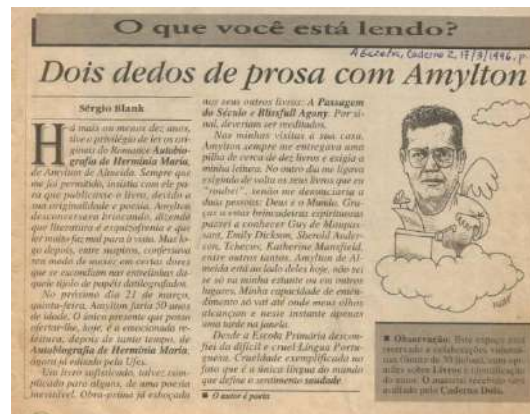 O que você está lendo?
A Gazeta, Caderno 2, 17/3/1996, p
Dois dedos de prosa com Amylton
Sérgio Blank
Há mais ou menos dez anos,
tive o privilégio de ler os ori-
ginais do Romance Autobio-
grafia de Hermínia Maria,
de Amylton de Almeida. Sempre que
me foi permitido, insistia com ele pa-
ra que publicasse o livro, devido a
sua originalidade e poesia. Amylton
desconversava brincando, dizendo
que literatura é esquizofrenia e que
ler muito faz mal para a vista. Mas lo-
go depois, entre suspiros, confessava
seu medo de mexer em certas dores
que se escondiam nas entrelinhas da-
quele tijolo de papéis datilografados.
No próximo dia 21 de março,
quinta-feira, Amylton faria 50 anos
de idade. O único presente que posso
ofertar-lhe, hoje, é a emocionada re-
leitura, depois de tanto tempo, de
Autobiografia de Hermínia Maria,
agora já editado pela Ufes.
Um livro sofisticado, talvez com-
plicado para alguns, de uma poesia
inesável. Obra-prima já esboçada
nos seus outros livros: A Passagem
do Século e Blissfull Agony. Por si-
nal, deveriam ser reeditados.
Nas minhas visitas a sua casa,
Amylton sempre me entregava uma
pilha de cerca de dez livros e exigia a
minha leitura. No outro dia me ligava
exigindo de volta os seus livros que eu
"roubei", senão me denunciaria a
duas pessoas: Deus e o Mundo. Gra-
ças a estas brincadeiras espirituosas
passei a conhecer Guy de Maupas-
sant, Emily Dickson, Sherold Ander-
son, Tchecov, Katherine Mansfield,
entre outros tantos. Amylton de Al-
meida está ao lado deles hoje, não sei
se só na minha estante ou em outros
lugares. Minha capacidade de enten-
dimento só vai até onde meus olhos
alcançam e nesse instante apenas
uma tarde na janela.
Desde a Escola Primária descon-
fiei da difícil e cruel Língua de Portu-
guesa. Crueldade exemplificada no
fato que é a única língua do mundo
que define o sentimento saudade.
■ O autor é poeta
■ Observação: Este espaço está
reservado a colaborações voluntá-
rias (limite de 30 linhas), com opi-
niões sobre Livros e identificação
do autor. O material recebido será
avaliado pelo Caderno Dois.